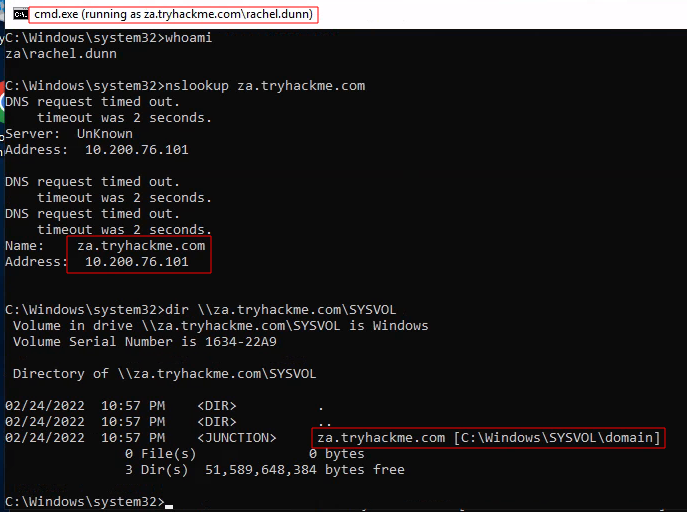 cmd.exe (running as za.tryhackme.com\rachel.dunn)
C:\Windows\system32>whoami
za\rachel.dunn
C:\Windows\system32>nslookup za.tryhackme.com
DNS request timed out.
    timeout was 2 seconds.
Server:  UnKnown
Address:  10.200.76.101
DNS request timed out.
    timeout was 2 seconds.
DNS request timed out.
    timeout was 2 seconds.
Name:    za.tryhackme.com
Address:  10.200.76.101
C:\Windows\system32>dir \\za.tryhackme.com\SYSVOL
 Volume in drive \\za.tryhackme.com\SYSVOL is Windows
 Volume Serial Number is 1634-22A9
 Directory of \\za.tryhackme.com\SYSVOL
02/24/2022  10:57 PM    <DIR>          .
02/24/2022  10:57 PM    <DIR>          ..
02/24/2022  10:57 PM    <JUNCTION>     za.tryhackme.com [C:\Windows\SYSVOL\domain]
               0 File(s)              0 bytes
               3 Dir(s)  51,589,648,384 bytes free
C:\Windows\system32>